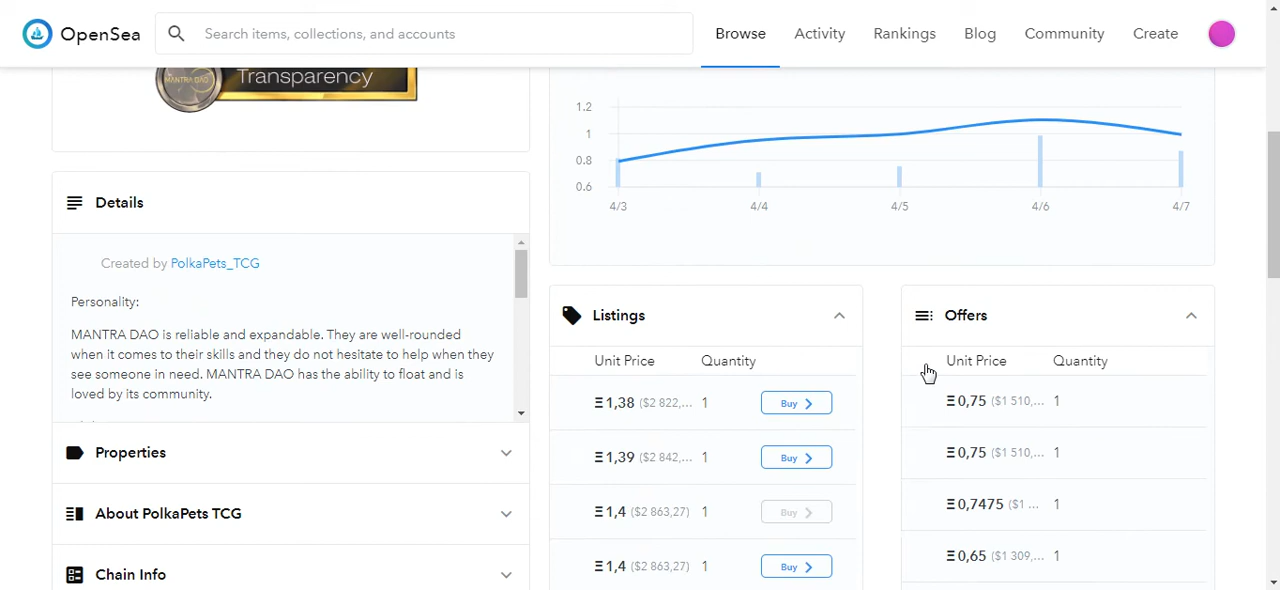 OpenSea
Search items, collections, and accounts
Browse
Activity
Rankings
Blog
Community
Create
MANTRA DAO
Transparency
1.2
1
0.8
0.6
4/3
4/4
4/5
4/6
4/7
Details
Created by PolkaPets_TCG
Personality:
MANTRA DAO is reliable and expandable. They are well-rounded
when it comes to their skills and they do not hesitate to help when they
see someone in need. MANTRA DAO has the ability to float and is
loved by its community.
Properties
About PolkaPets TCG
Chain Info
Listings
Unit Price Quantity
Ξ 1,38 ($2 822,... 1 Buy
Ξ 1,39 ($2 842,... 1 Buy
Ξ 1,4 ($2 863,27) 1 Buy
Ξ 1,4 ($2 863,27) 1 Buy
Offers
Unit Price Quantity
Ξ 0,75 ($1 510,... 1
Ξ 0,75 ($1 510,... 1
Ξ 0,7475 ($1 ... 1
Ξ 0,65 ($1 309,... 1